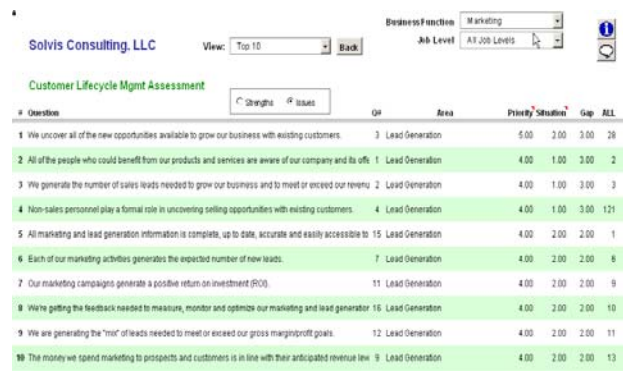 Business Function Marketing
Solvis Consulting, LLC View: Top 10 Back Job Level All Job Levels
Customer Lifecycle Mgmt Assessment
Strengths Issues
# Question Q# Area Priority Situation Gap ALL
1 We uncover all of the new opportunities available to grow our business with existing customers. 3 Lead Generation 5.00 2.00 3.00 28
2 All of the people who could benefit from our products and services are aware of our company and its offe 1 Lead Generation 4.00 1.00 3.00 2
3 We generate the number of sales leads needed to grow our business and to meet or exceed our revenu 2 Lead Generation 4.00 1.00 3.00 3
4 Non-sales personnel play a formal role in uncovering selling opportunities with existing customers. 4 Lead Generation 4.00 1.00 3.00 121
5 All marketing and lead generation information is complete, up to date, accurate and easily accessible to 15 Lead Generation 4.00 2.00 2.00 1
6 Each of our marketing activities generates the expected number of new leads. 7 Lead Generation 4.00 2.00 2.00 6
7 Our marketing campaigns generate a positive return on investment (ROI). 11 Lead Generation 4.00 2.00 2.00 9
8 We're getting the feedback needed to measure, monitor and optimize our marketing and lead generation 16 Lead Generation 4.00 2.00 2.00 10
9 We are generating the "mix" of leads needed to meet or exceed our gross margin/profit goals. 12 Lead Generation 4.00 2.00 2.00 11
10 The money we spend marketing to prospects and customers is in line with their anticipated revenue lev 9 Lead Generation 4.00 2.00 2.00 13